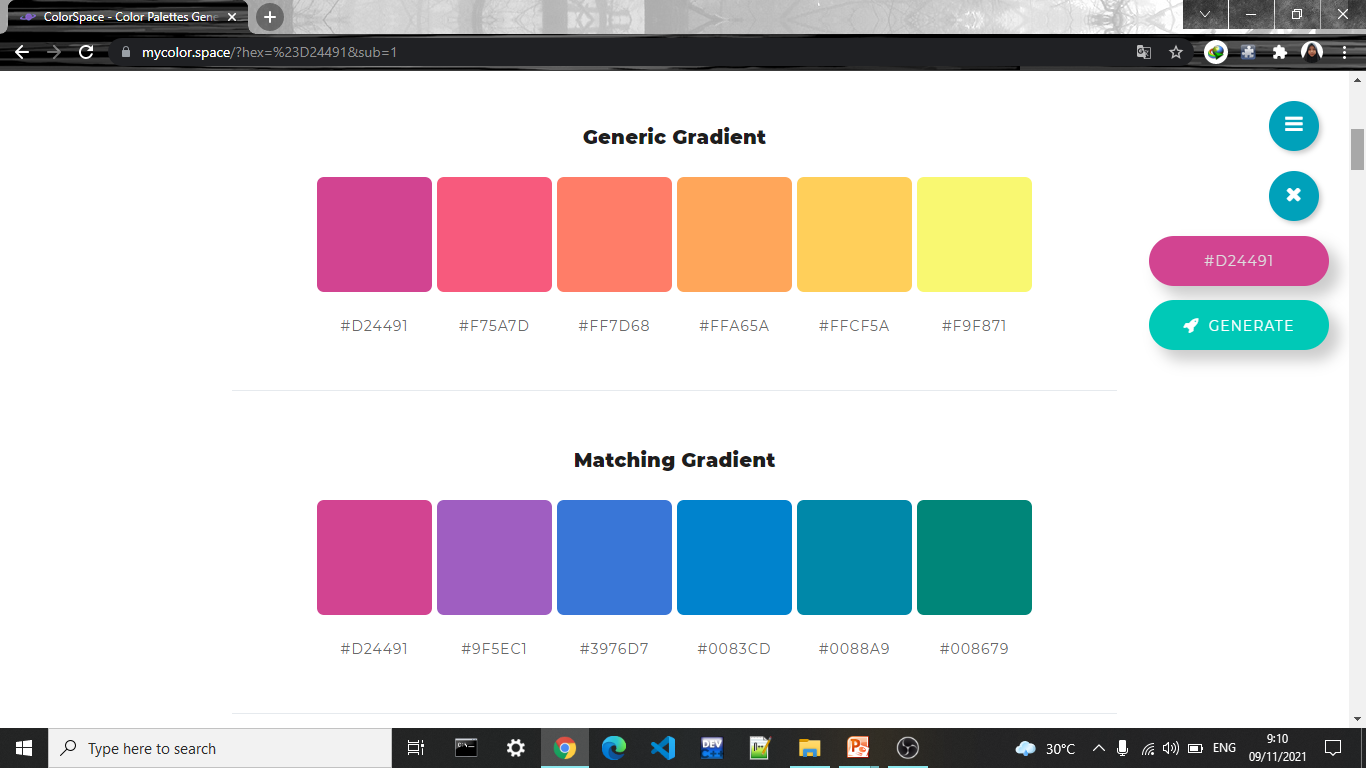 ColorSpace - Color Palettes Gene
mycolor.space/?hex=%23D24491&sub=1
Generic Gradient
#D24491 #F75A7D #FF7D68 #FFA65A #FFCF5A #F9F871
#D24491
GENERATE
Matching Gradient
#D24491 #9F5EC1 #3976D7 #0083CD #0088A9 #008679
Type here to search
DEV
30°C
ENG
9:10
09/11/2021